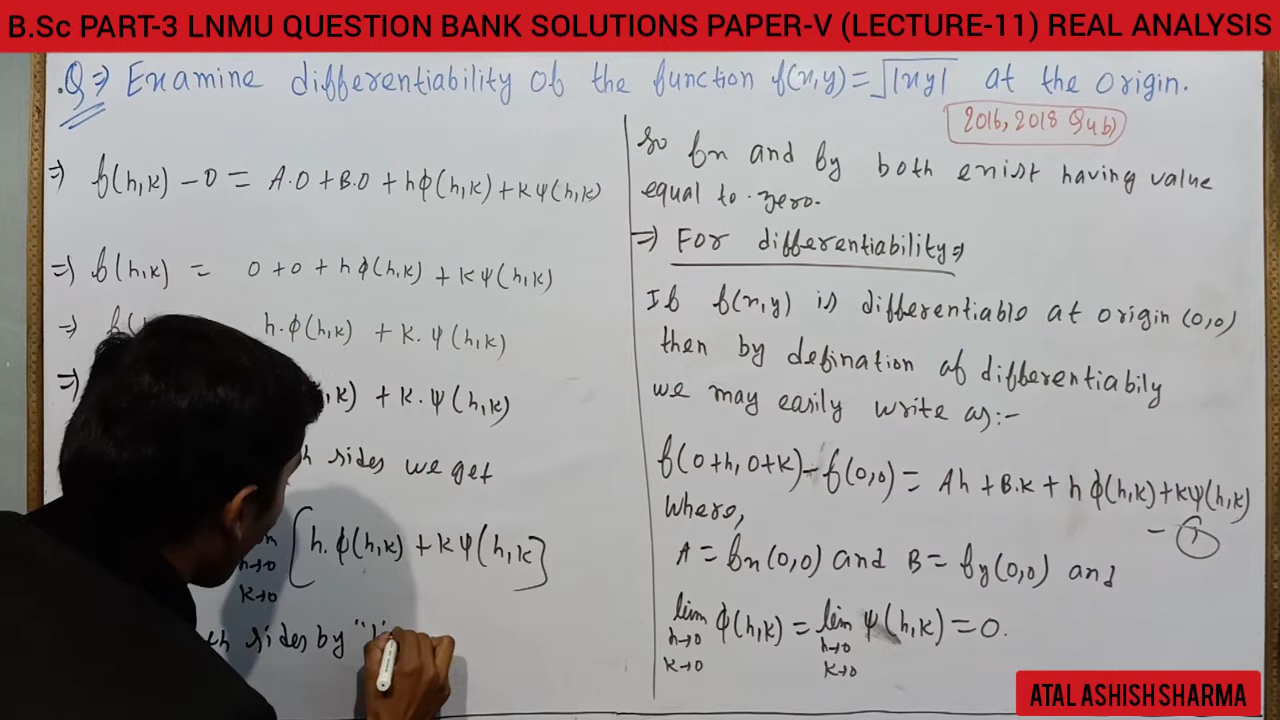 B.Sc PART-3 LNMU QUESTION BANK SOLUTIONS PAPER-V (LECTURE-11) REAL ANALYSIS
Q ⇒ Examine differentiability of the function f(x,y) = √|xy| at the origin.
2016, 2018 Sub)
⇒ f(h,k) - 0 = A.0 + B.0 + hϕ(h,k) + kψ(h,k)
⇒ f(h,k) = 0 + 0 + hϕ(h,k) + kψ(h,k)
⇒ h.ϕ(h,k) + k.ψ(h,k)
⇒ k) + k.ψ(h,k)
sides we get
h→0 k→0 [h.ϕ(h,k) + kψ(h,k]
sides by "
So fx and fy both exist having value
equal to zero.
⇒ For differentiability ⇒
If f(x,y) is differentiable at origin (0,0)
then by defination of differentiabily
we may easily write as:-
f(0+h, 0+k) - f(0,0) = Ah + B.k + hϕ(h,k) + kψ(h,k)
Where,
A = fx(0,0) and B = fy(0,0) and
lim h→0 k→0 ϕ(h,k) = lim h→0 k→0 ψ(h,k) = 0.
ATAL ASHISH SHARMA